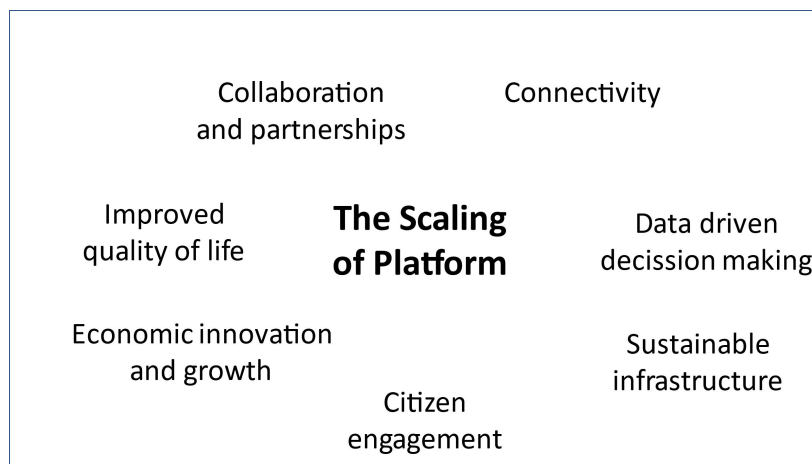 Collaboration
and partnerships
Connectivity
Improved
quality of life
The Scaling
of Platform
Data driven
decission making
Economic innovation
and growth
Sustainable
infrastructure
Citizen
engagement